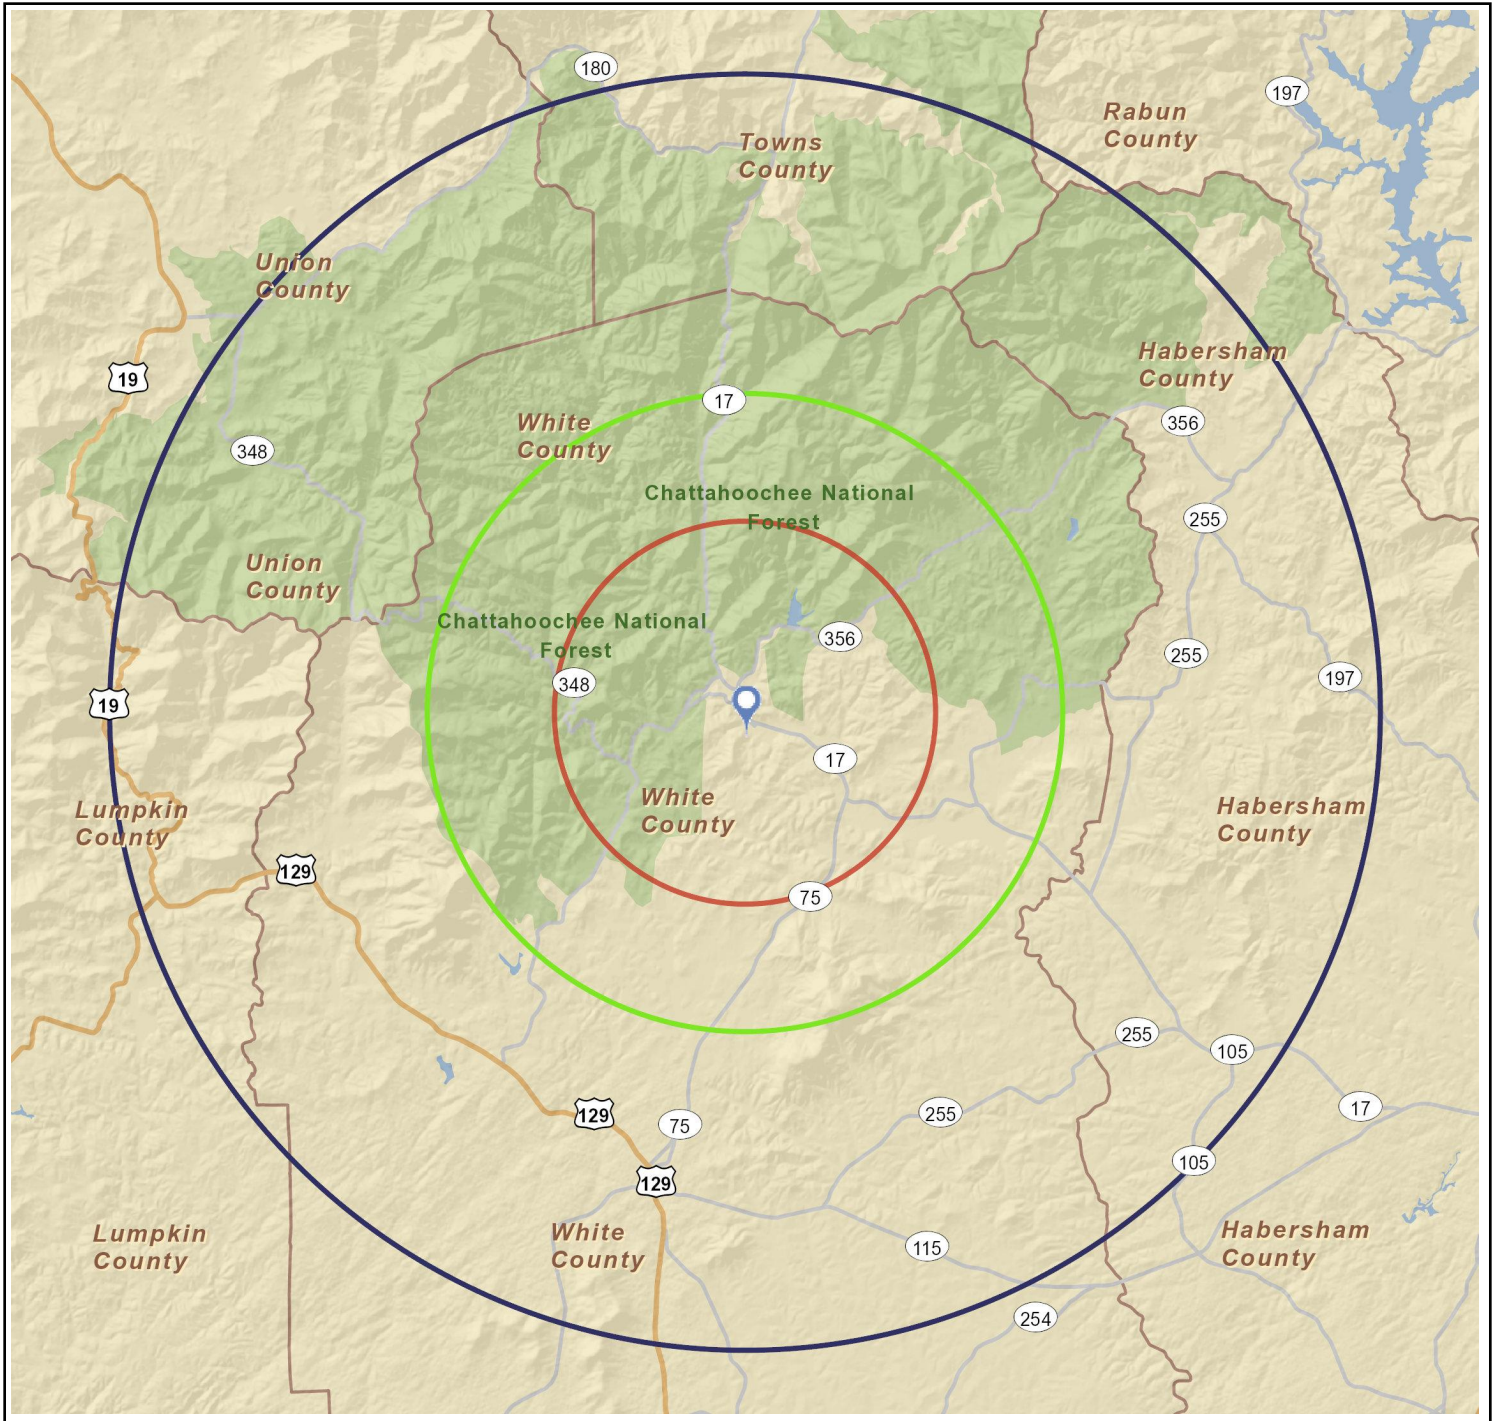 180
197
Rabun
County
Towns
County
Union
County
19
Habersham
County
17
356
White
County
348
Chattahoochee National
Forest
255
Union
County
Chattahoochee National
Forest
356
255
348
197
19
17
Lumpkin
County
White
County
Habersham
County
129
75
255
105
17
129
255
75
105
129
Lumpkin
County
White
County
115
Habersham
County
254